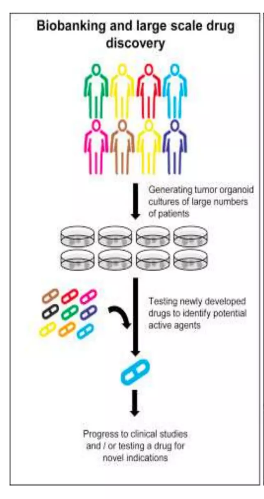 Biobanking and large scale drug
discovery
Generating tumor organoid
cultures of large numbers
of patients
Testing newly developed
drugs to identify potential
active agents
Progress to clinical studies
and / or testing a drug for
novel indications